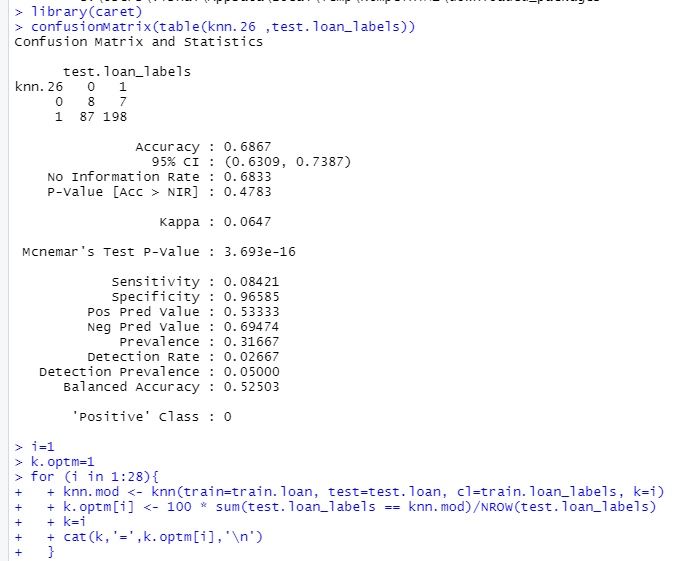 > library(caret)
> confusionMatrix(table(knn.26 ,test.loan_labels))
Confusion Matrix and Statistics
test.loan_labels
knn.26 0 1
0 8 7
1 87 198
Accuracy : 0.6867
95% CI : (0.6309, 0.7387)
No Information Rate : 0.6833
P-Value [Acc > NIR] : 0.4783
Kappa : 0.0647
Mcnemar's Test P-Value : 3.693e-16
Sensitivity : 0.08421
Specificity : 0.96585
Pos Pred Value : 0.53333
Neg Pred Value : 0.69474
Prevalence : 0.31667
Detection Rate : 0.02667
Detection Prevalence : 0.05000
Balanced Accuracy : 0.52503
'Positive' Class : 0
> i=1
> k.optm=1
> for (i in 1:28){
+ + knn.mod <- knn(train=train.loan, test=test.loan, cl=train.loan_labels, k=i)
+ + k.optm[i] <- 100 * sum(test.loan_labels == knn.mod)/NROW(test.loan_labels)
+ + k=i
+ + cat(k,'=',k.optm[i],'\n')
+ }